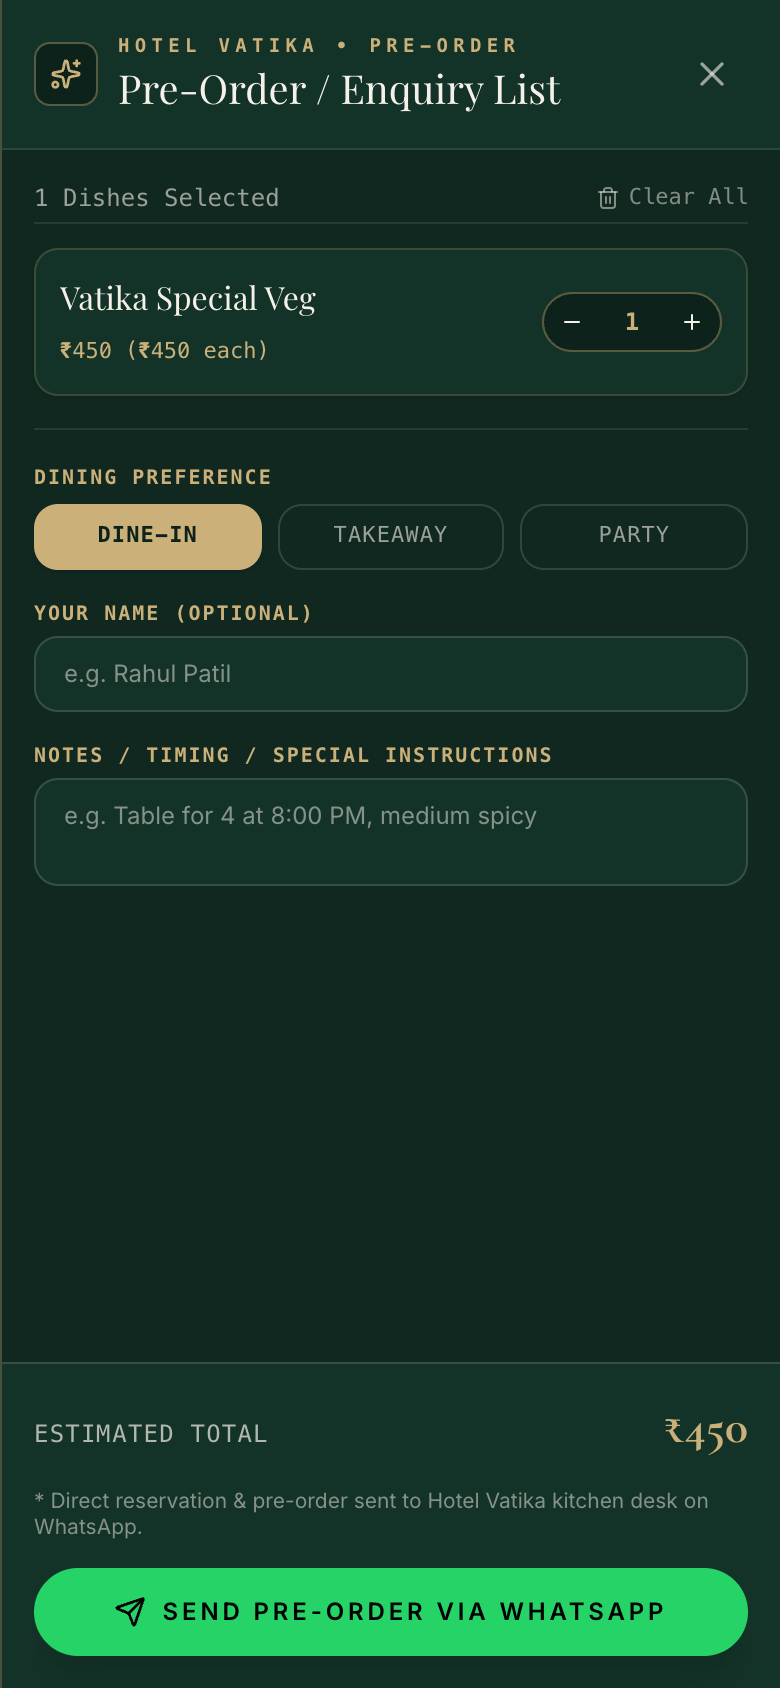 HOTEL VATIKA • PRE-ORDER
Pre-Order / Enquiry List
1 Dishes Selected
Clear All
Vatika Special Veg
₹450 (₹450 each)
− 1 +
DINING PREFERENCE
DINE-IN
TAKEAWAY
PARTY
YOUR NAME (OPTIONAL)
e.g. Rahul Patil
NOTES / TIMING / SPECIAL INSTRUCTIONS
e.g. Table for 4 at 8:00 PM, medium spicy
ESTIMATED TOTAL
₹450
* Direct reservation & pre-order sent to Hotel Vatika kitchen desk on
WhatsApp.
SEND PRE-ORDER VIA WHATSAPP